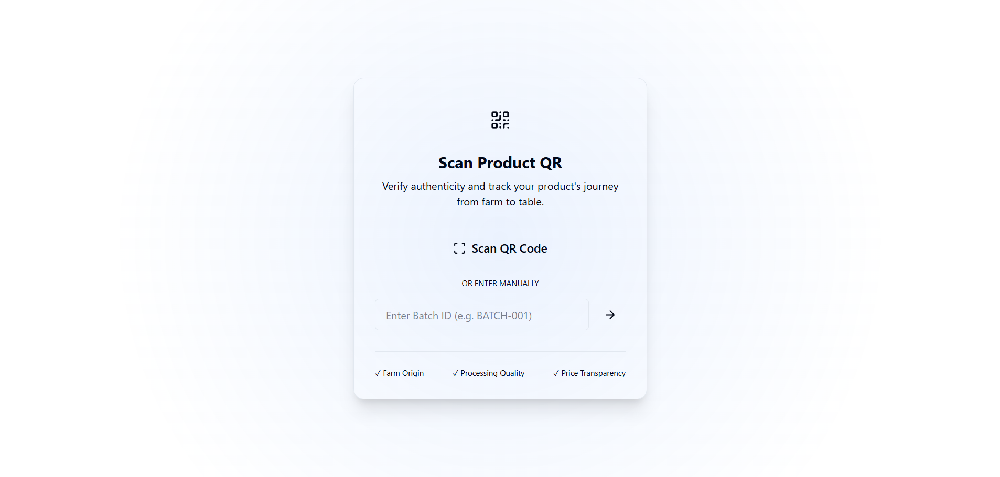 Scan Product QR
Verify authenticity and track your product's journey
from farm to table.
Scan QR Code
OR ENTER MANUALLY
Enter Batch ID (e.g. BATCH-001)
✓ Farm Origin
✓ Processing Quality
✓ Price Transparency